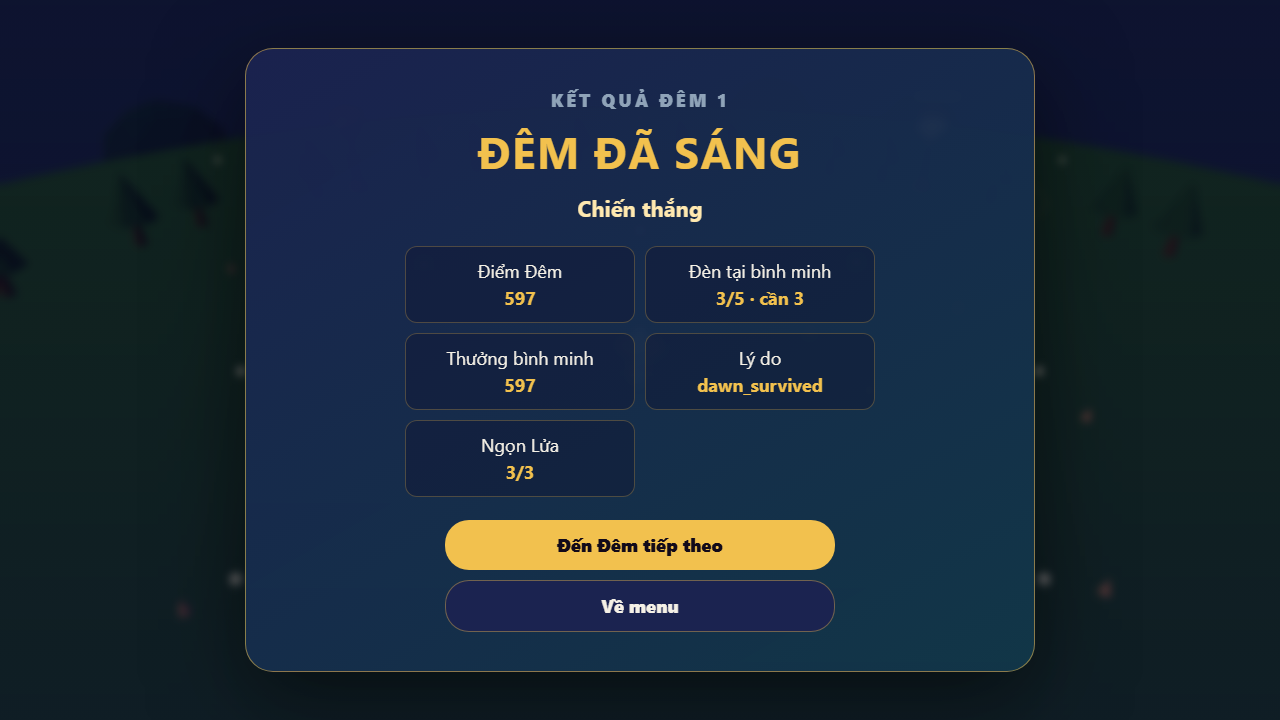 KẾT QUẢ ĐÊM 1
ĐÊM ĐÃ SÁNG
Chiến thắng
Điểm Đêm
597
Đèn tại bình minh
3/5 · cần 3
Thưởng bình minh
597
Lý do
dawn_survived
Ngọn Lửa
3/3
Đến Đêm tiếp theo
Về menu